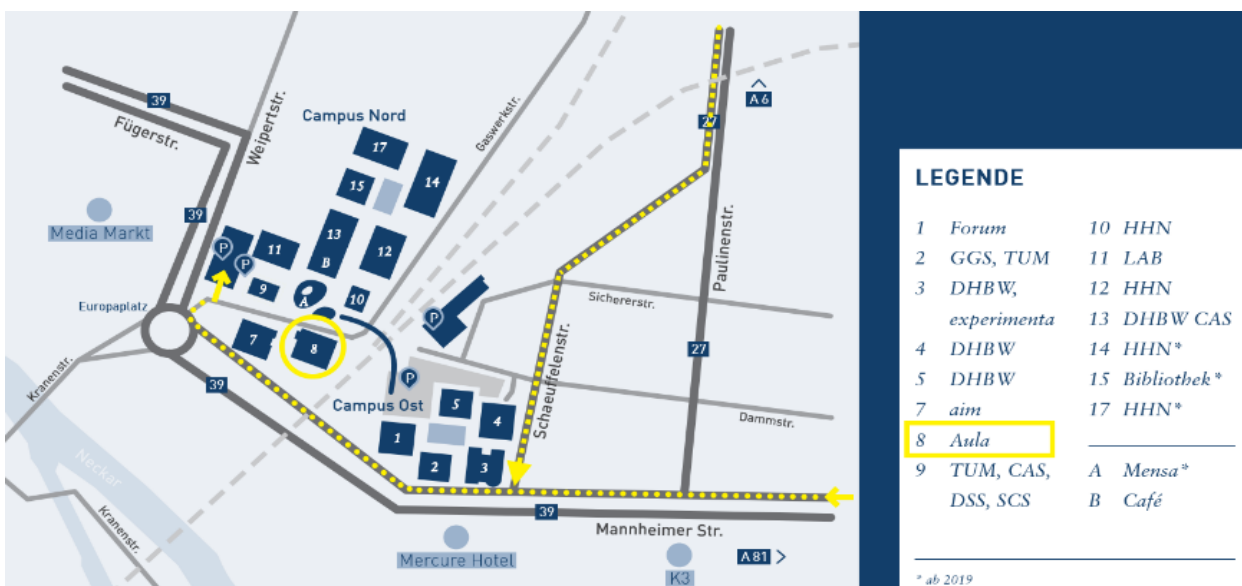 39
Fügerstr.
Weipertstr.
Campus Nord
17
15
14
Gaswerkstr.
27
A6
39
Media Markt
P
P
11
13
B
12
9
A
10
Europaplatz
7
8
P
Sichererstr.
Paulinenstr.
27
Schaeuffelenstr.
Kranenstr.
39
P
Campus Ost
5
4
1
2
3
Dammstr.
Neckar
Kranenstr.
39
Mannheimer Str.
Mercure Hotel
A81 >
K3
LEGENDE
1 Forum
2 GGS, TUM
3 DHBW,
experimenta
4 DHBW
5 DHBW
7 aim
8 Aula
9 TUM, CAS,
DSS, SCS
10 HHN
11 LAB
12 HHN
13 DHBW CAS
14 HHN*
15 Bibliothek*
17 HHN*
A Mensa*
B Café
* ab 2019